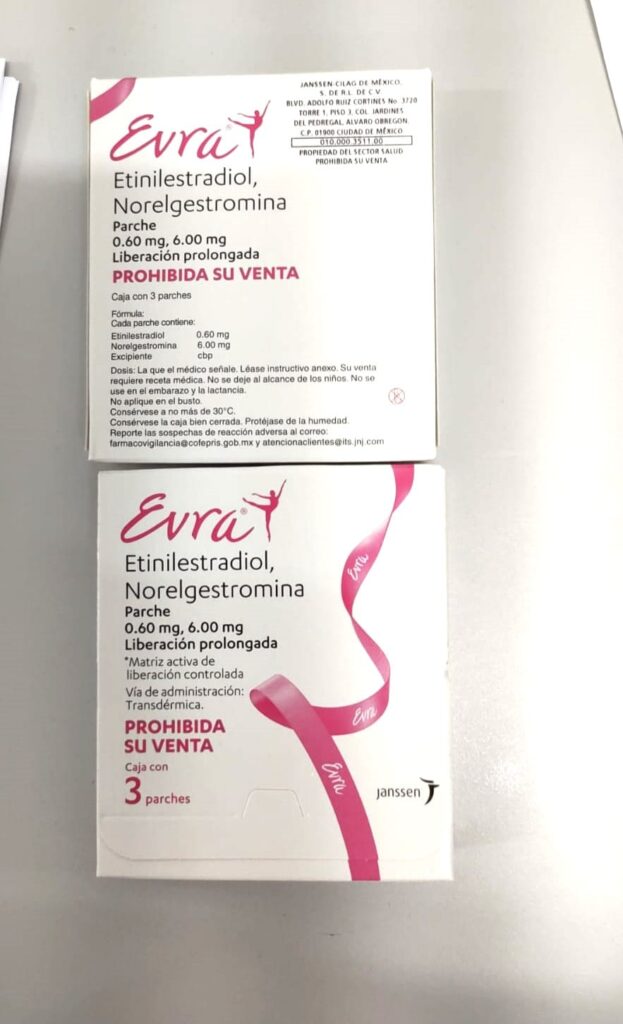 Evra®
JANSSEN-CILAG DE MÉXICO,
S. DE R.L. DE C.V.
BLVD. ADOLFO RUIZ CORTINES No. 3720
TORRE 1, PISO 3, COL. JARDINES
DEL PEDREGAL, ALVARO OBREGON,
C.P. 01900 CIUDAD DE MÉXICO
010.000.3511.00
PROPIEDAD DEL SECTOR SALUD
PROHIBIDA SU VENTA
Etinilestradiol,
Norelgestromina
Parche
0.60 mg, 6.00 mg
Liberación prolongada
PROHIBIDA SU VENTA
Caja con 3 parches
Fórmula:
Cada parche contiene:
Etinilestradiol 0.60 mg
Norelgestromina 6.00 mg
Excipiente cbp
Dosis: La que el médico señale. Léase instructivo anexo. Su venta
requiere receta médica. No se deje al alcance de los niños. No se
use en el embarazo y la lactancia.
No aplique en el busto.
Consérvese a no más de 30°C.
Consérvese la caja bien cerrada. Protéjase de la humedad.
Reporte las sospechas de reacción adversa al correo:
farmacovigilancia@cofepris.gob.mx y atencionaclientes@its.jnj.com
Evra®
Etinilestradiol,
Norelgestromina
Parche
0.60 mg, 6.00 mg
Liberación prolongada
*Matriz activa de
liberación controlada
Vía de administración:
Transdérmica.
PROHIBIDA
SU VENTA
Caja con
3 parches
Evra
Evra
Evra
janssen